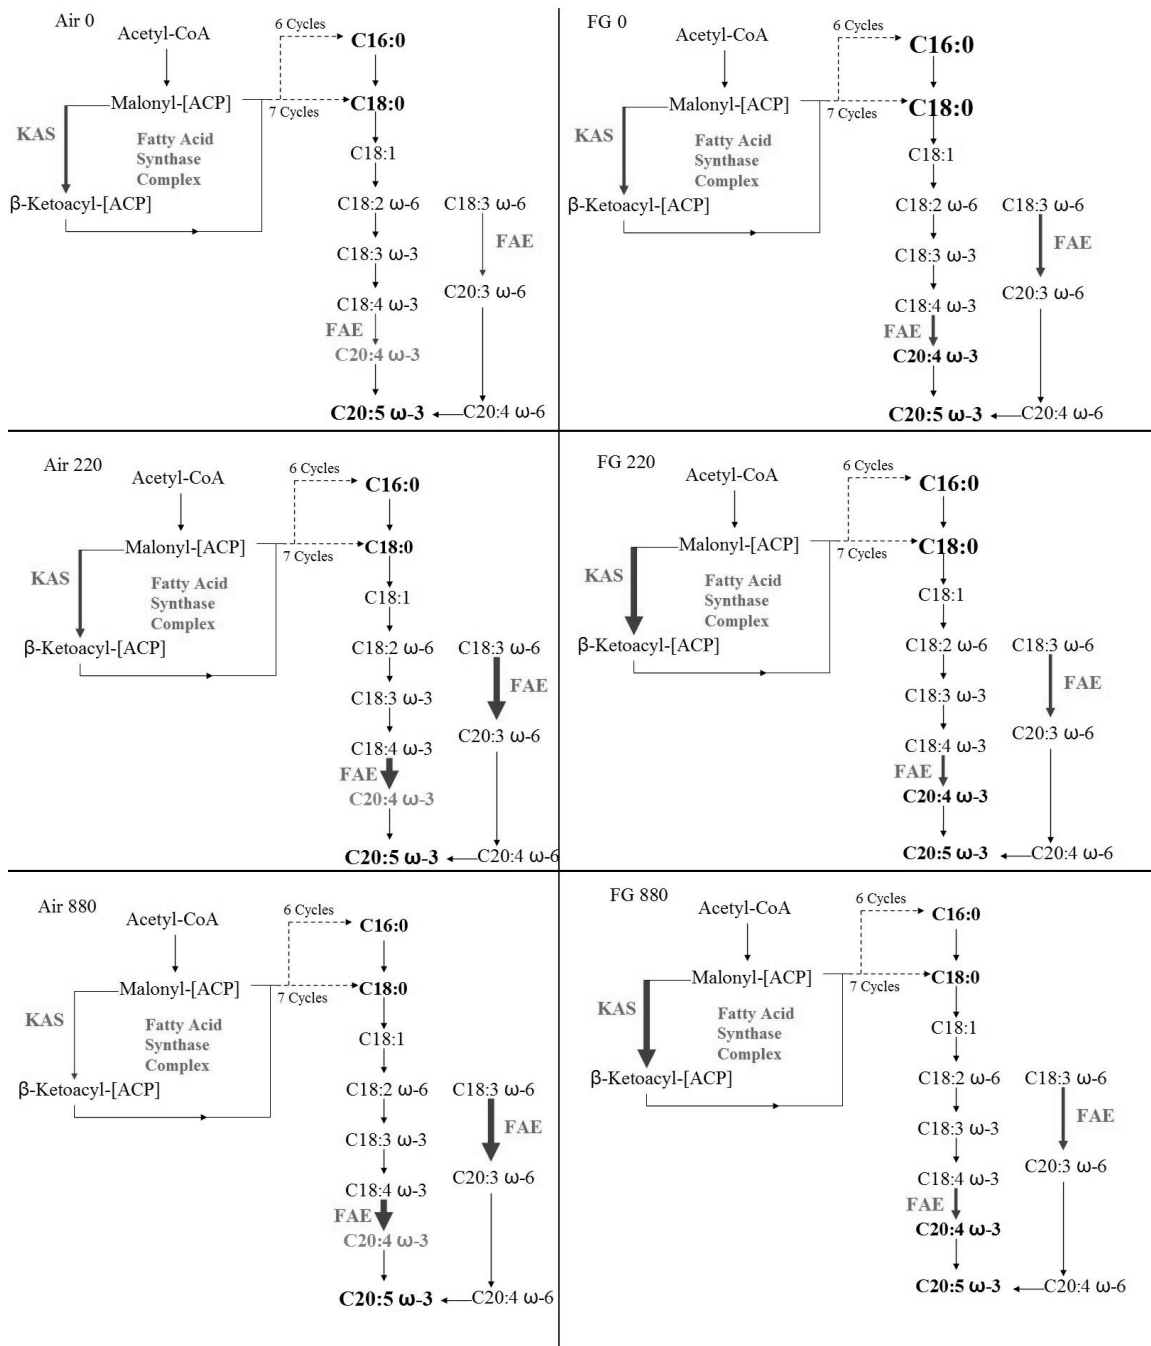 Air 0
6 Cycles
Acetyl-CoA
C16:0
Malonyl-[ACP]
C18:0
7 Cycles
KAS
Fatty Acid
Synthase
Complex
C18:1
β-Ketoacyl-[ACP]
C18:2 ω-6
C18:3 ω-6
FAE
C18:3 ω-3
C20:3 ω-6
C18:4 ω-3
FAE
C20:4 ω-3
C20:5 ω-3
C20:4 ω-6
FG 0
6 Cycles
Acetyl-CoA
C16:0
Malonyl-[ACP]
C18:0
7 Cycles
KAS
Fatty Acid
Synthase
Complex
C18:1
β-Ketoacyl-[ACP]
C18:2 ω-6
C18:3 ω-6
FAE
C18:3 ω-3
C20:3 ω-6
C18:4 ω-3
FAE
C20:4 ω-3
C20:5 ω-3
C20:4 ω-6
Air 220
6 Cycles
Acetyl-CoA
C16:0
Malonyl-[ACP]
C18:0
7 Cycles
KAS
Fatty Acid
Synthase
Complex
C18:1
β-Ketoacyl-[ACP]
C18:2 ω-6
C18:3 ω-6
FAE
C18:3 ω-3
C20:3 ω-6
C18:4 ω-3
FAE
C20:4 ω-3
C20:5 ω-3
C20:4 ω-6
FG 220
6 Cycles
Acetyl-CoA
C16:0
Malonyl-[ACP]
C18:0
7 Cycles
KAS
Fatty Acid
Synthase
Complex
C18:1
β-Ketoacyl-[ACP]
C18:2 ω-6
C18:3 ω-6
FAE
C18:3 ω-3
C20:3 ω-6
C18:4 ω-3
FAE
C20:4 ω-3
C20:5 ω-3
C20:4 ω-6
Air 880
6 Cycles
Acetyl-CoA
C16:0
Malonyl-[ACP]
C18:0
7 Cycles
KAS
Fatty Acid
Synthase
Complex
C18:1
β-Ketoacyl-[ACP]
C18:2 ω-6
C18:3 ω-6
FAE
C18:3 ω-3
C20:3 ω-6
C18:4 ω-3
FAE
C20:4 ω-3
C20:5 ω-3
C20:4 ω-6
FG 880
6 Cycles
Acetyl-CoA
C16:0
Malonyl-[ACP]
C18:0
7 Cycles
KAS
Fatty Acid
Synthase
Complex
C18:1
β-Ketoacyl-[ACP]
C18:2 ω-6
C18:3 ω-6
FAE
C18:3 ω-3
C20:3 ω-6
C18:4 ω-3
FAE
C20:4 ω-3
C20:5 ω-3
C20:4 ω-6